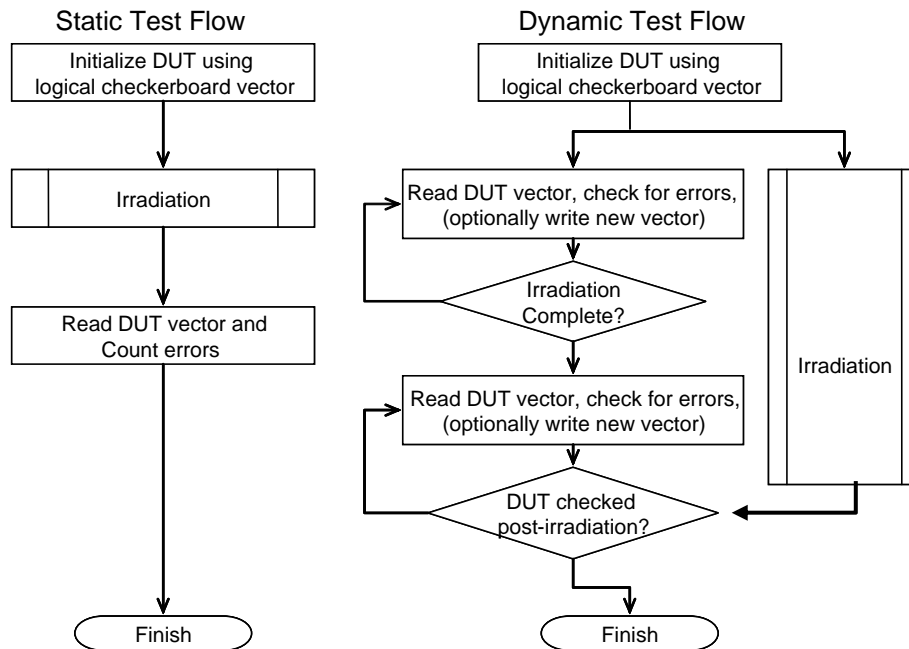 Static Test Flow
Initialize DUT using
logical checkerboard vector
Irradiation
Read DUT vector and
Count errors
Finish
Dynamic Test Flow
Initialize DUT using
logical checkerboard vector
Read DUT vector, check for errors,
(optionally write new vector)
Irradiation
Complete?
Read DUT vector, check for errors,
(optionally write new vector)
DUT checked
post-irradiation?
Irradiation
Finish